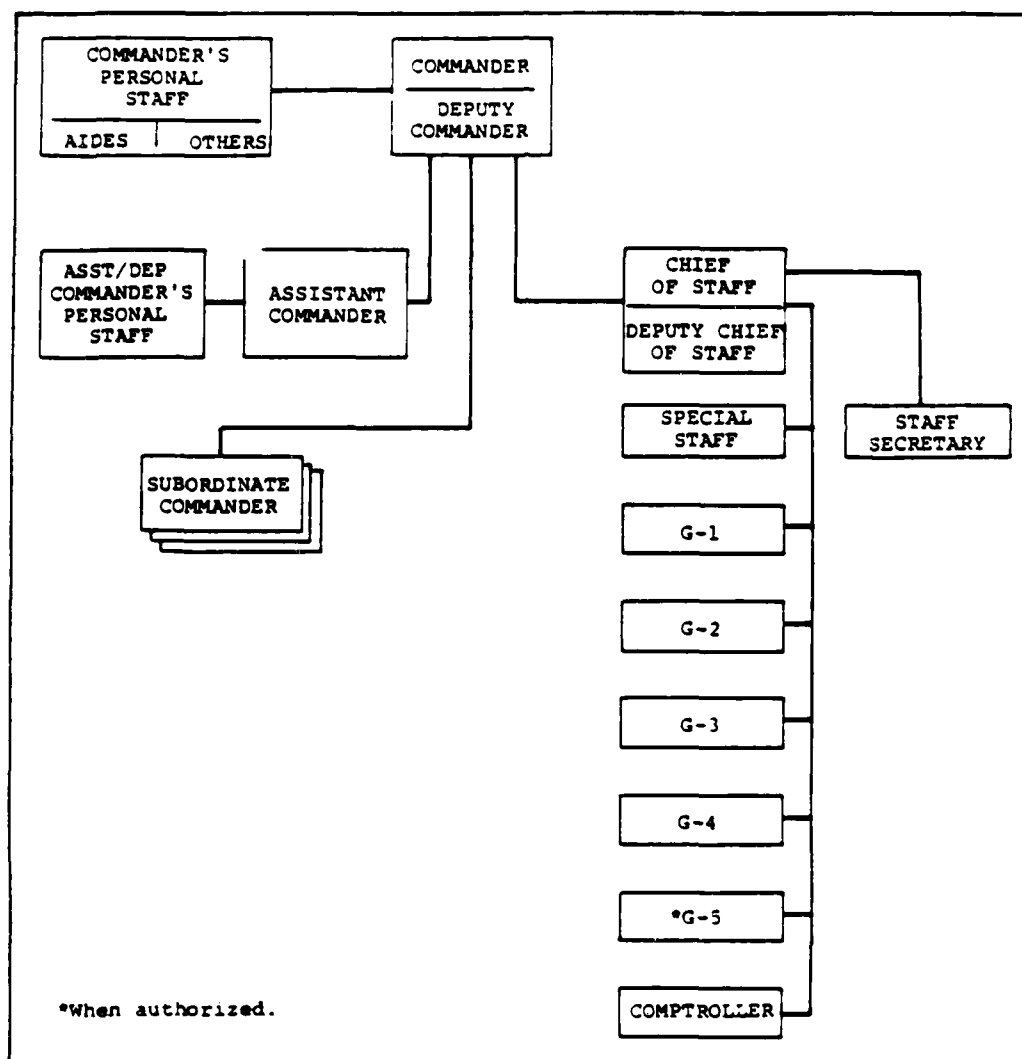 COMMANDER'S
PERSONAL
STAFF
AIDES OTHERS
COMMANDER
DEPUTY
COMMANDER
ASST/DEP
COMMANDER'S
PERSONAL
STAFF
ASSISTANT
COMMANDER
CHIEF
OF STAFF
DEPUTY CHIEF
OF STAFF
SPECIAL
STAFF
STAFF
SECRETARY
SUBORDINATE
COMMANDER
G-1
G-2
G-3
G-4
*G-5
COMPTROLLER
*When authorized.